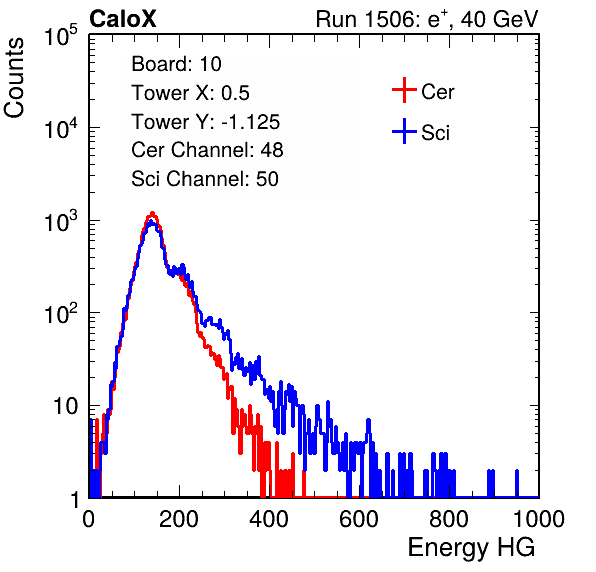 CaloX Run 1506: e⁺, 40 GeV
Counts
Board: 10
Tower X: 0.5
Tower Y: -1.125
Cer Channel: 48
Sci Channel: 50
Cer
Sci
10⁵
10⁴
10³
10²
10
1
0 200 400 600 800 1000
Energy HG